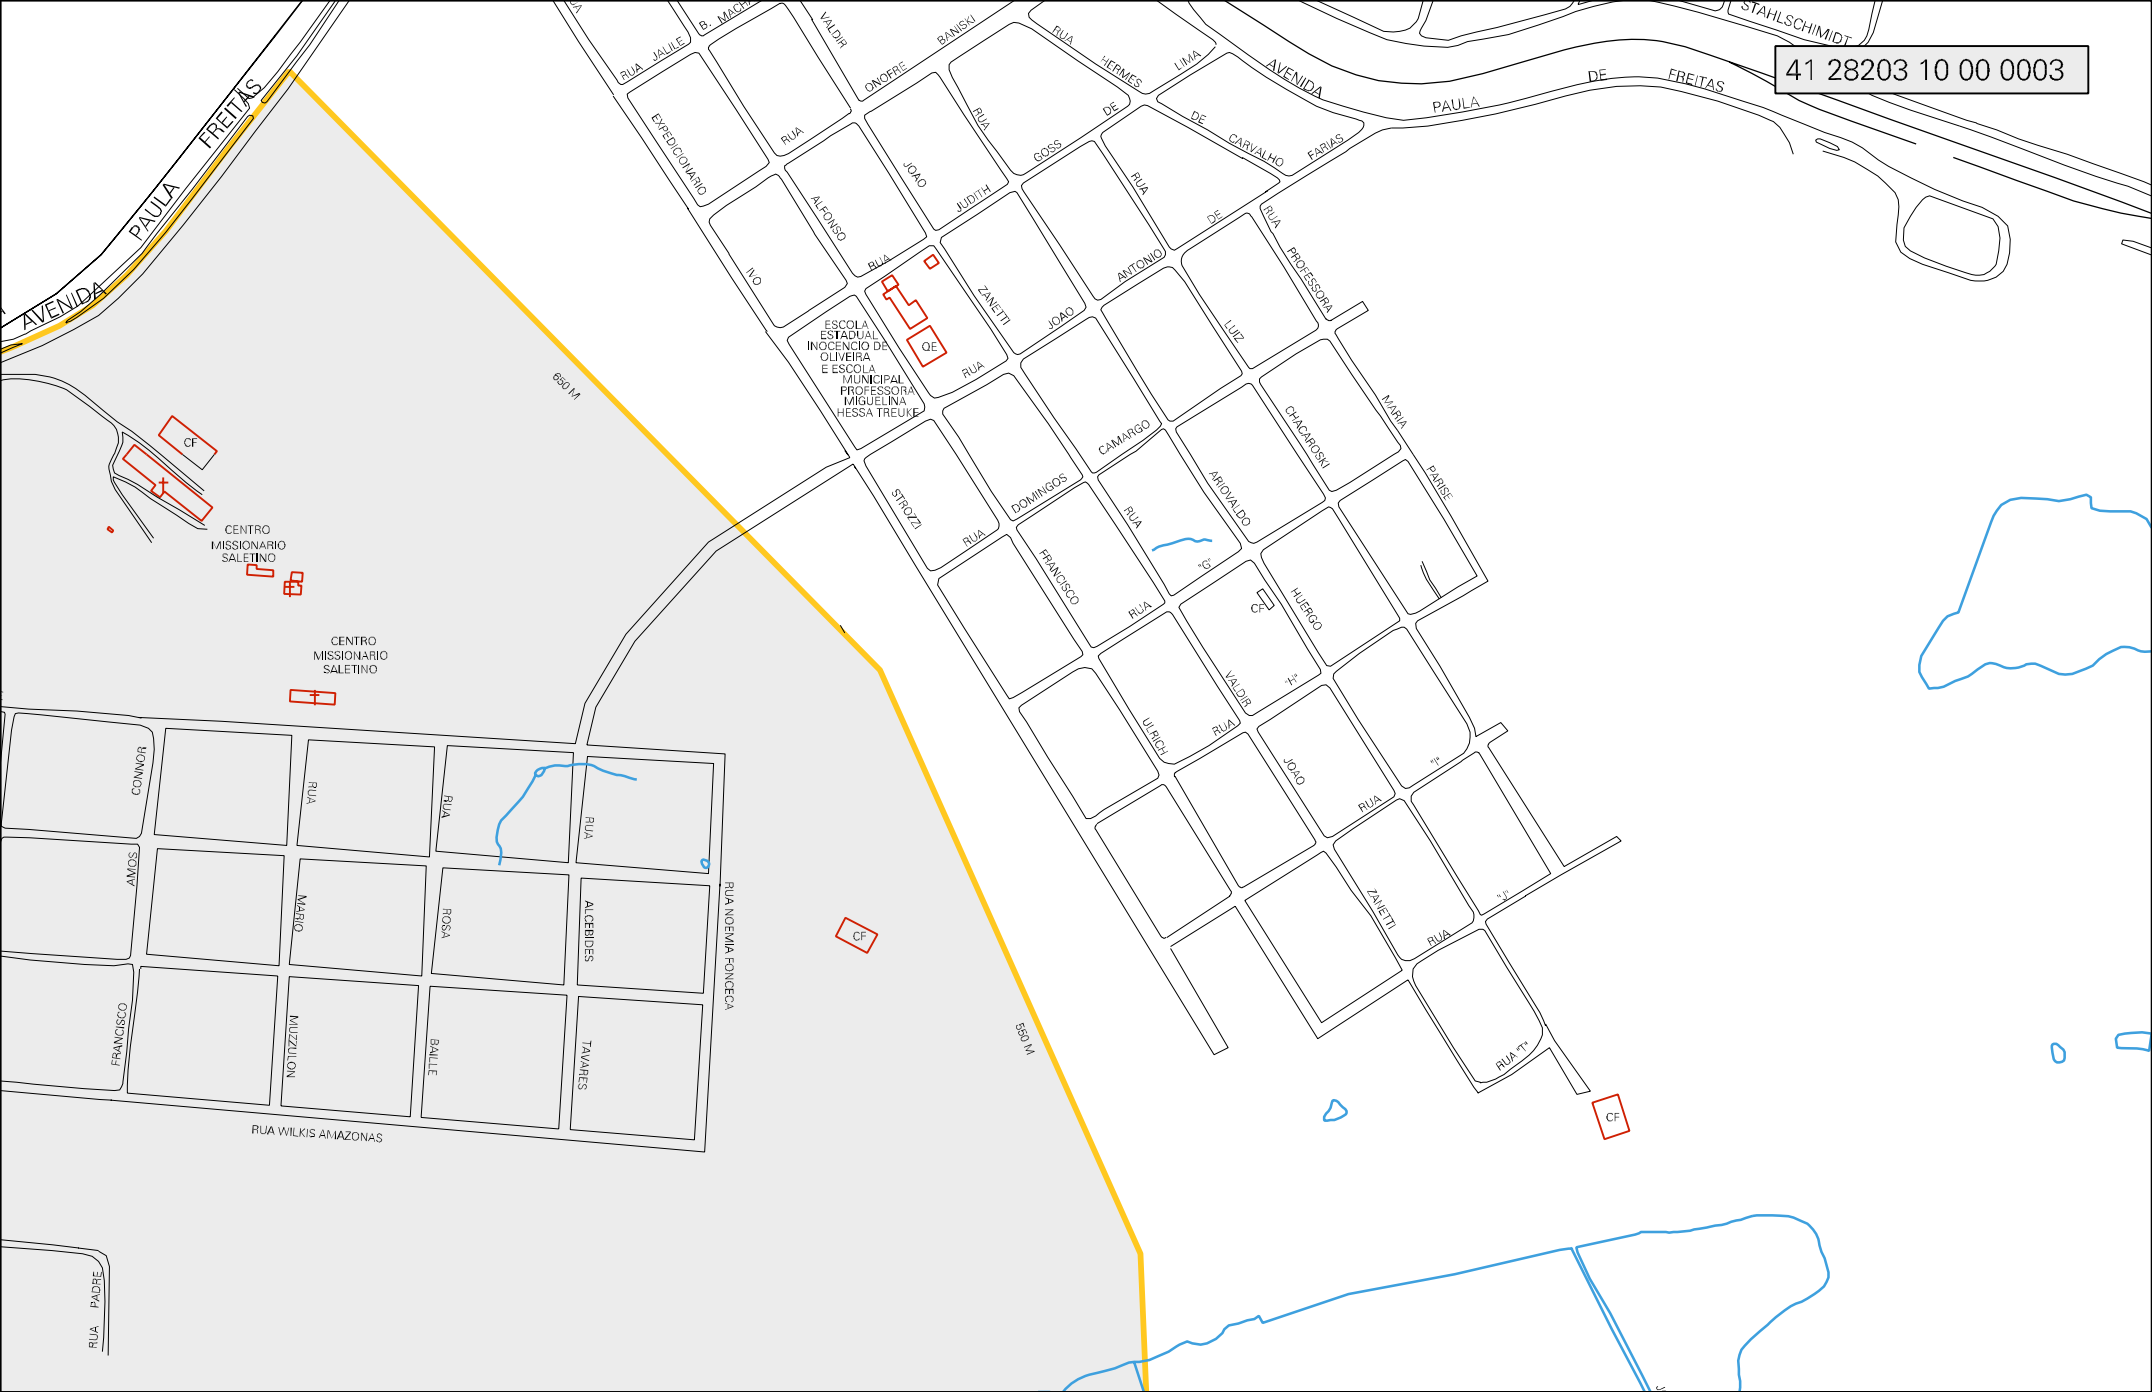 STAHLSCHIMIDT
41 28203 10 00 0003
RUA JALILE
B. MACHA
VALDIR
ONOFRE BANISKI
RUA HERMES DE CARVALHO
AVENIDA PAULA DE FREITAS
AVENIDA PAULA FREITAS
EXPEDICIONARIO
RUA JUDITH GOSS DE LIMA
RUA JOAO ZANETTI
IVO
ALFONSO
RUA JOAO ANTONIO DE FARIAS
RUA LUIZ CHACAROSKI
RUA PROFESSORA MARIA PARISE
ESCOLA
ESTADUAL
INOCENCIO DE
OLIVEIRA
E ESCOLA
MUNICIPAL
PROFESSORA
MIGUELINA
HESSA TREUKE
QE
650 M
STROZZI
RUA DOMINGOS CAMARGO
RUA ARIOVALDO HUERGO
FRANCISCO
ULRICH
RUA "G"
CF
RUA "H"
VALDIR
JOAO
ZANETTI
RUA "I"
RUA "J"
RUA "T"
CF
CF
CENTRO
MISSIONARIO
SALETINO
CENTRO
MISSIONARIO
SALETINO
FRANCISCO AMOS CONNOR
RUA MARIO MUZZULON
RUA ROSA BAILLE
RUA ALCEBIDES TAVARES
RUA NOEMIA FONCECA
CF
550 M
RUA WILKIS AMAZONAS
RUA PADRE